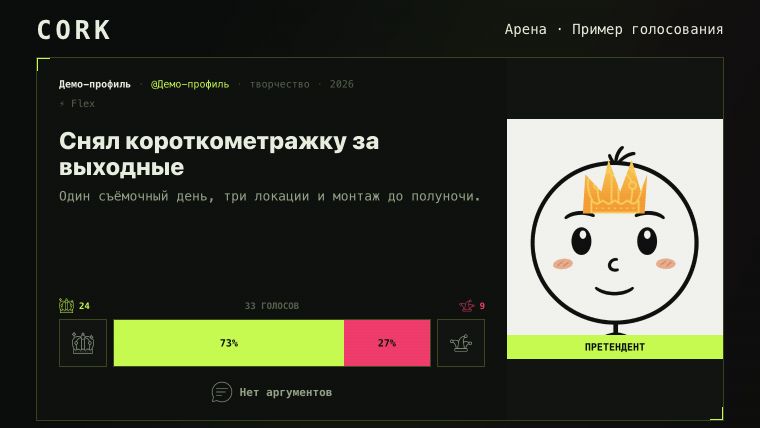 CORK
Арена · Пример голосования
Демо-профиль · @Демо-профиль · творчество · 2026
⚡ Flex
Снял короткометражку за
выходные
Один съёмочный день, три локации и монтаж до полуночи.
24
33 ГОЛОСОВ
9
73%
27%
Нет аргументов
ПРЕТЕНДЕНТ